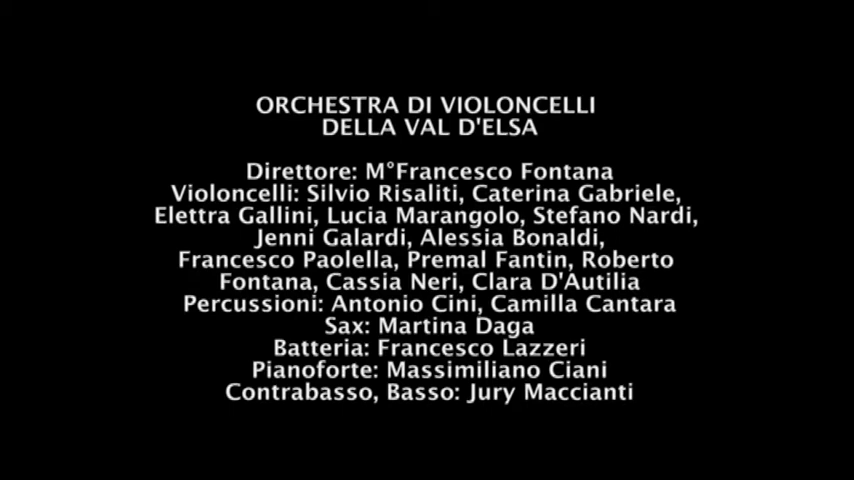 ORCHESTRA DI VIOLONCELLI
DELLA VAL D'ELSA
Direttore: M°Francesco Fontana
Violoncelli: Silvio Risaliti, Caterina Gabriele,
Elettra Gallini, Lucia Marangolo, Stefano Nardi,
Jenni Galardi, Alessia Bonaldi,
Francesco Paolella, Premal Fantin, Roberto
Fontana, Cassia Neri, Clara D'Autilia
Percussioni: Antonio Cini, Camilla Cantara
Sax: Martina Daga
Batteria: Francesco Lazzeri
Pianoforte: Massimiliano Ciani
Contrabasso, Basso: Jury Maccianti